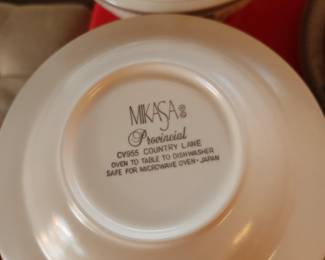 MIKASA
Provincial
CV955 COUNTRY LANE
OVEN TO TABLE TO DISHWASHER
SAFE FOR MICROWAVE OVEN-JAPAN